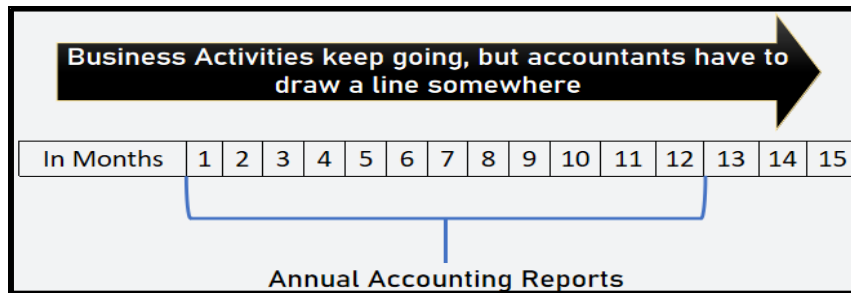 Business Activities keep going, but accountants have to
draw a line somewhere
In Months 1 2 3 4 5 6 7 8 9 10 11 12 13 14 15
Annual Accounting Reports